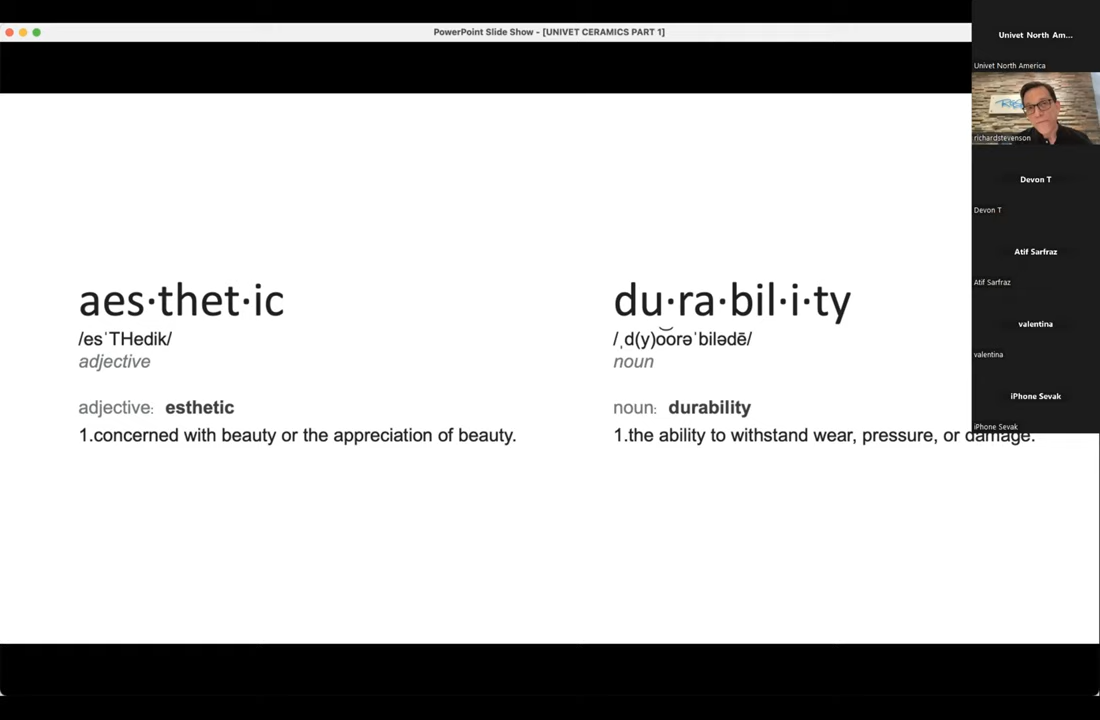 PowerPoint Slide Show - [UNIVET CERAMICS PART 1]
Univet North Am...
Univet North America
richardstevenson
Devon T
Devon T
Atif Sarfraz
Atif Sarfraz
valentina
valentina
iPhone Sevak
iPhone Sevak
aes·thet·ic
/esˈTHedik/
adjective
adjective: esthetic
1.concerned with beauty or the appreciation of beauty.
du·ra·bil·i·ty
/ˌd(y)o͝orəˈbilədē/
noun
noun: durability
1.the ability to withstand wear, pressure, or damage.